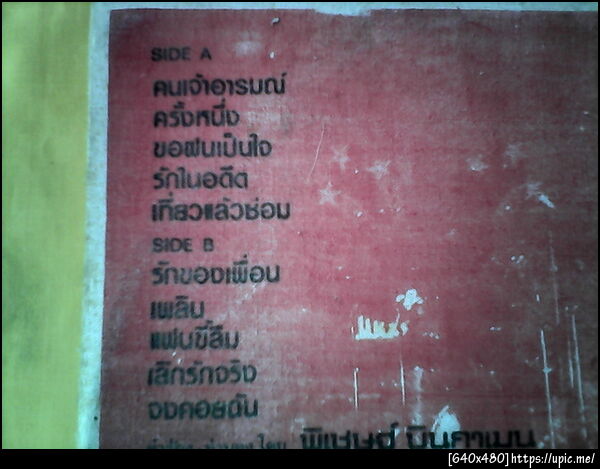 SIDE A
คนเจ้าอารมณ์
ครั้งหนึ่ง
ขอฝนเป็นใจ
รักในอดีต
เที่ยวแล้วซ่อม
SIDE B
รักของเพื่อน
เพลิน
แฟนขี้ลืม
เลิกรักจริง
จงคอยฉัน
[640x480]https://upic.me/